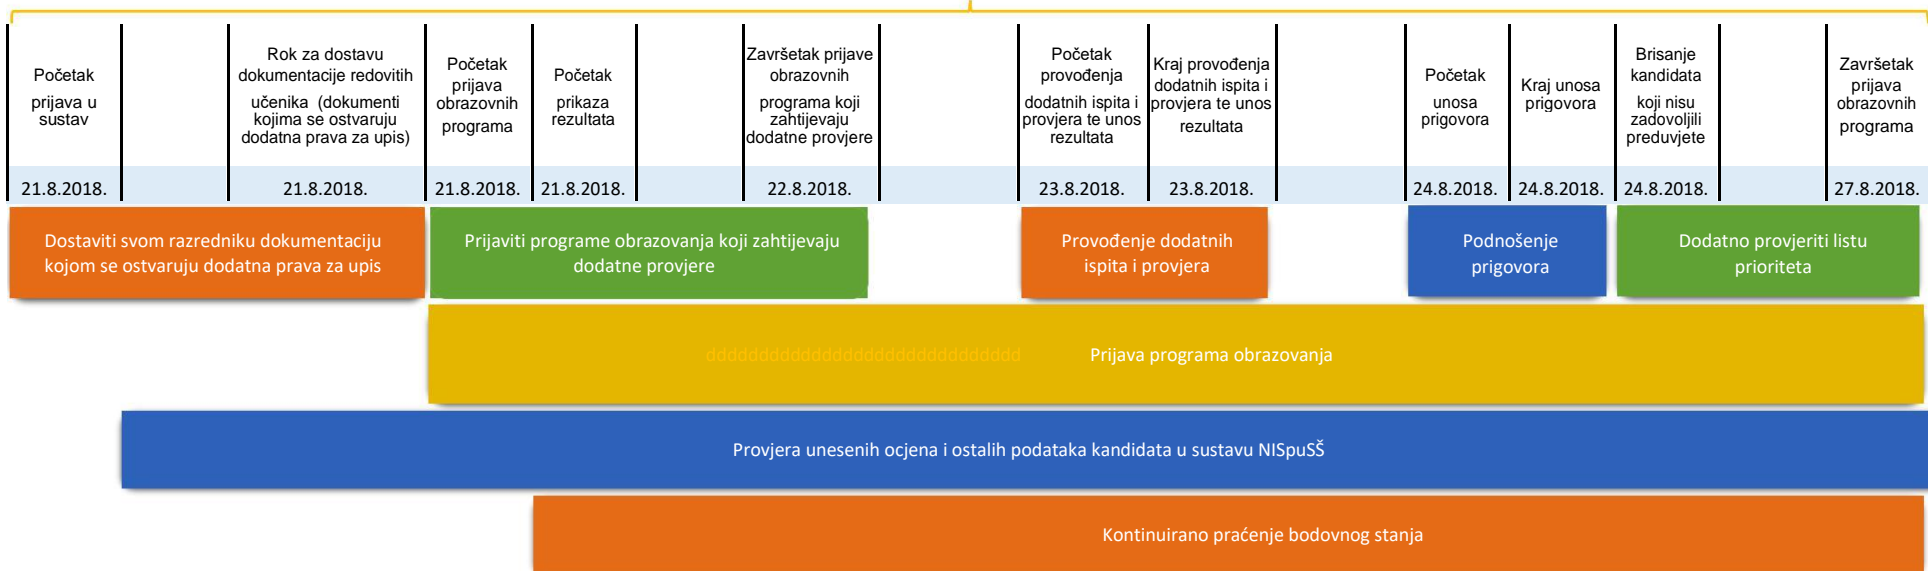 Početak
prijava u
sustav
Rok za dostavu
dokumentacije redovitih
učenika (dokumenti
kojima se ostvaruju
dodatna prava za upis)
Početak
prijava
obrazovnih
programa
Početak
prikaza
rezultata
Završetak prijave
obrazovnih
programa koji
zahtijevaju
dodatne provjere
Početak
provođenja
dodatnih ispita i
provjera te unos
rezultata
Kraj provođenja
dodatnih ispita i
provjera te unos
rezultata
Početak
unosa
prigovora
Kraj unosa
prigovora
Brisanje
kandidata
koji nisu
zadovoljili
preduvjete
Završetak
prijava
obrazovnih
programa
21.8.2018.
21.8.2018.
21.8.2018.
21.8.2018.
22.8.2018.
23.8.2018.
23.8.2018.
24.8.2018.
24.8.2018.
24.8.2018.
27.8.2018.
Dostaviti svom razredniku dokumentaciju
kojom se ostvaruju dodatna prava za upis
Prijaviti programe obrazovanja koji zahtijevaju
dodatne provjere
Provođenje dodatnih
ispita i provjera
Podnošenje
prigovora
Dodatno provjeriti listu
prioriteta
dddddddddddddddddddddddddddddd Prijava programa obrazovanja
Provjera unesenih ocjena i ostalih podataka kandidata u sustavu NISpuSŠ
Kontinuirano praćenje bodovnog stanja